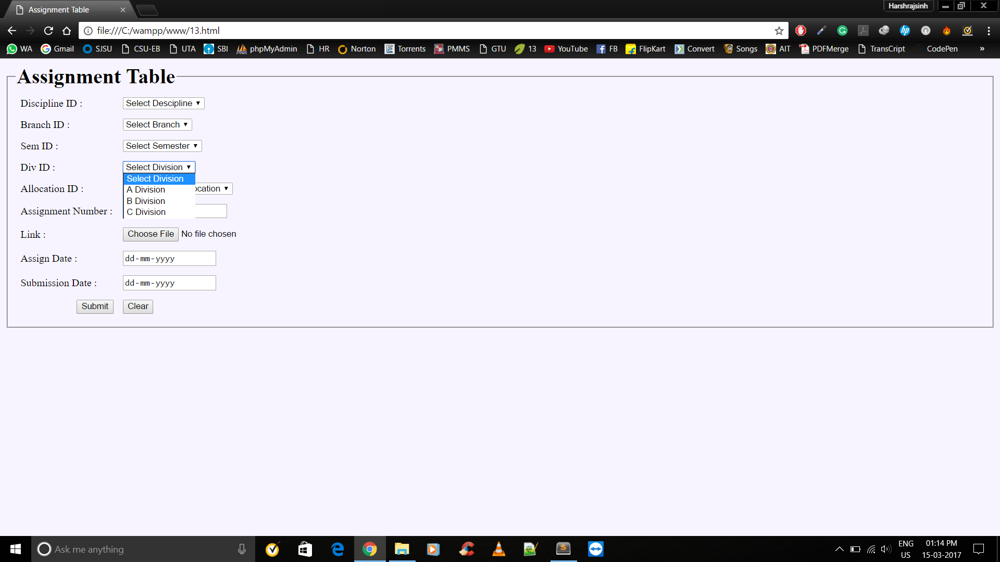 Assignment Table
Harshrajsinh
file:///C:/wampp/www/13.html
WA Gmail SJSU CSU-EB UTA SBI phpMyAdmin HR Norton Torrents PMMS GTU 13 YouTube FB FlipKart Convert Songs AIT PDFMerge TransCript CodePen »
Assignment Table
Discipline ID : Select Descipline
Branch ID : Select Branch
Sem ID : Select Semester
Div ID : Select Division
Select Division
A Division
Allocation ID : ocation
B Division
Assignment Number : C Division
Link : Choose File No file chosen
Assign Date : dd-mm-yyyy
Submission Date : dd-mm-yyyy
Submit Clear
Ask me anything
ENG 01:14 PM
US 15-03-2017